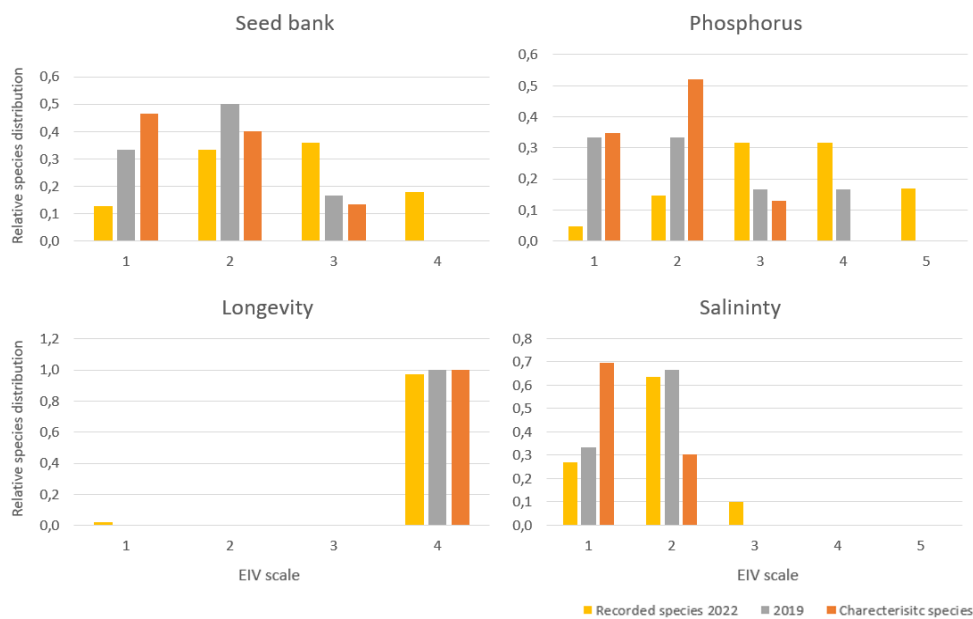 Seed bank
Relative species distribution
0,6
0,5
0,4
0,3
0,2
0,1
0,0
1 2 3 4
Phosphorus
0,6
0,5
0,4
0,3
0,2
0,1
0,0
1 2 3 4 5
Longevity
Relative species distribution
1,2
1,0
0,8
0,6
0,4
0,2
0,0
1 2 3 4
EIV scale
Salininty
0,8
0,7
0,6
0,5
0,4
0,3
0,2
0,1
0,0
1 2 3 4 5
EIV scale
Recorded species 2022 2019 Charecterisitc species